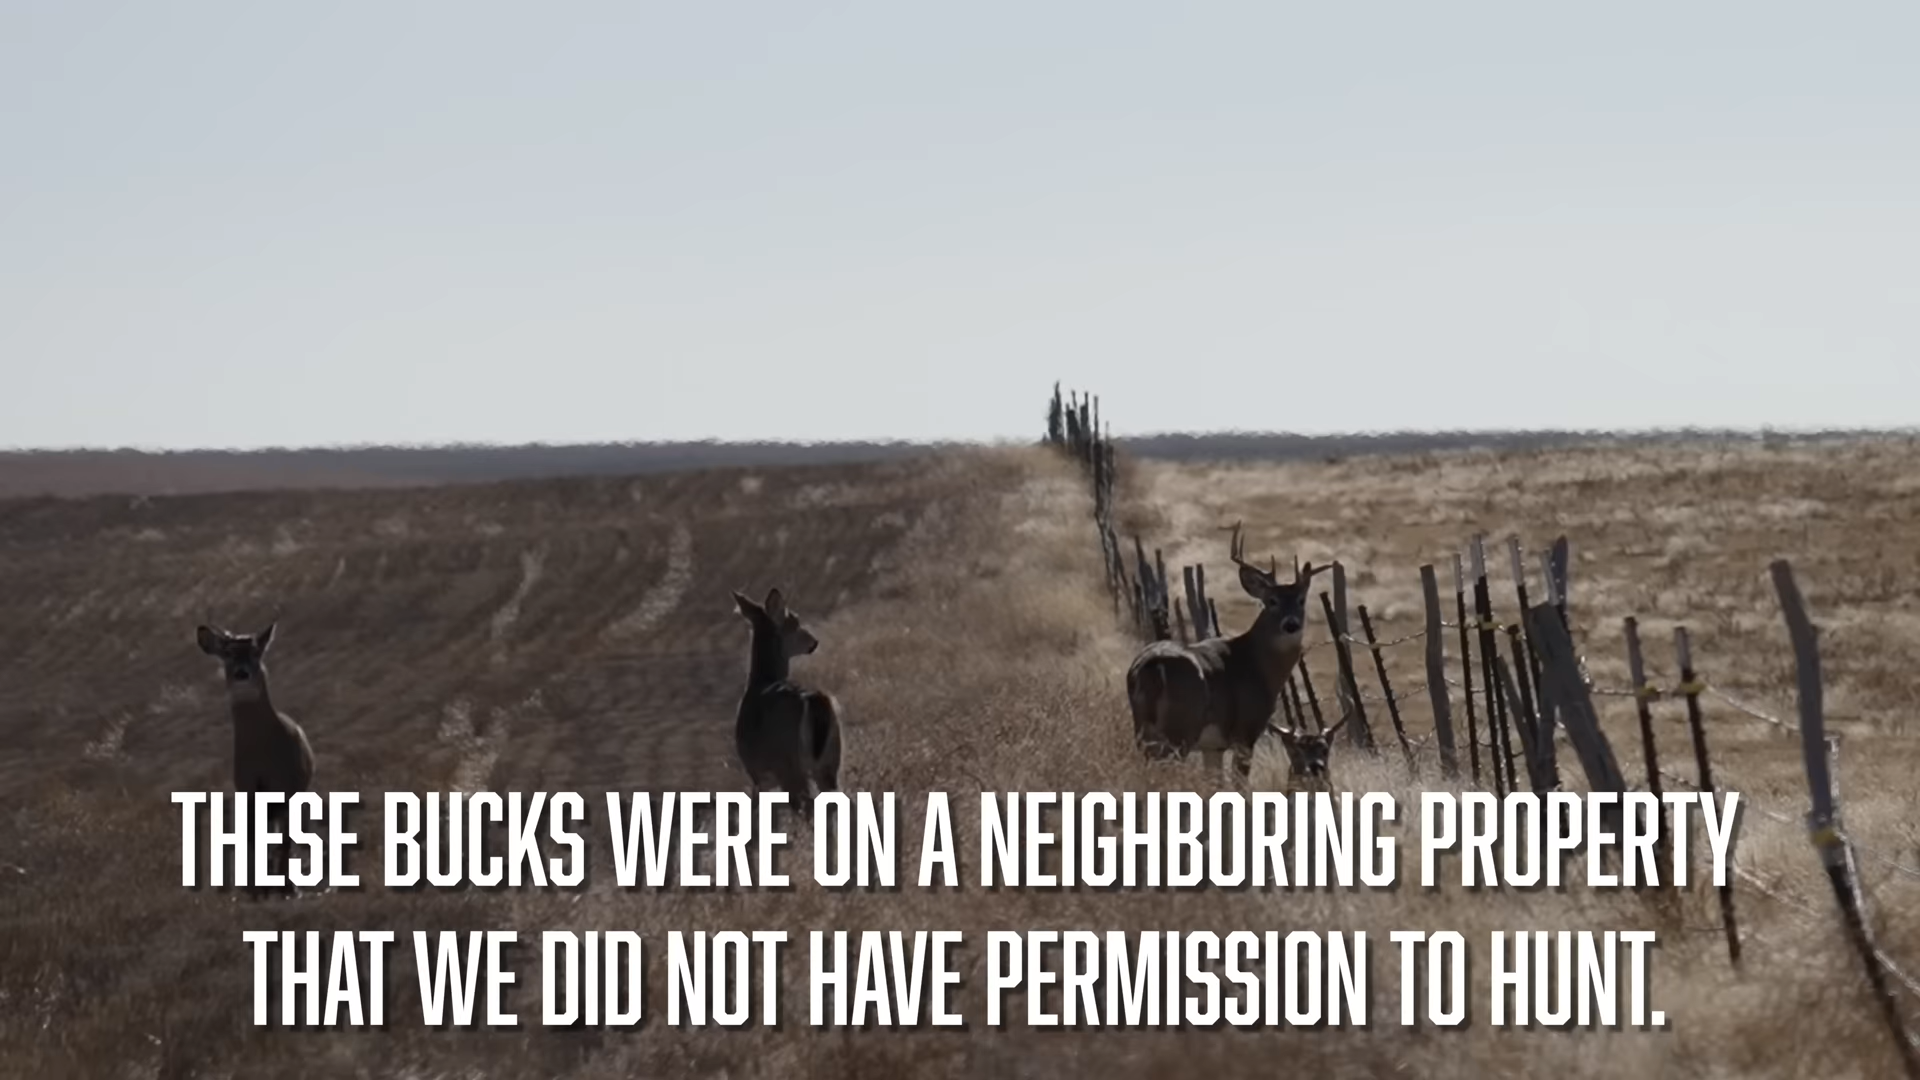 THESE BUCKS WERE ON A NEIGHBORING PROPERTY
THAT WE DID NOT HAVE PERMISSION TO HUNT.